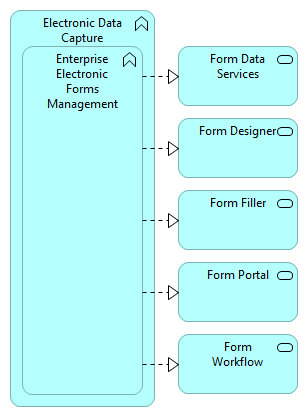 Electronic Data
Capture
Enterprise
Electronic
Forms
Management
Form Data
Services
Form Designer
Form Filler
Form Portal
Form
Workflow